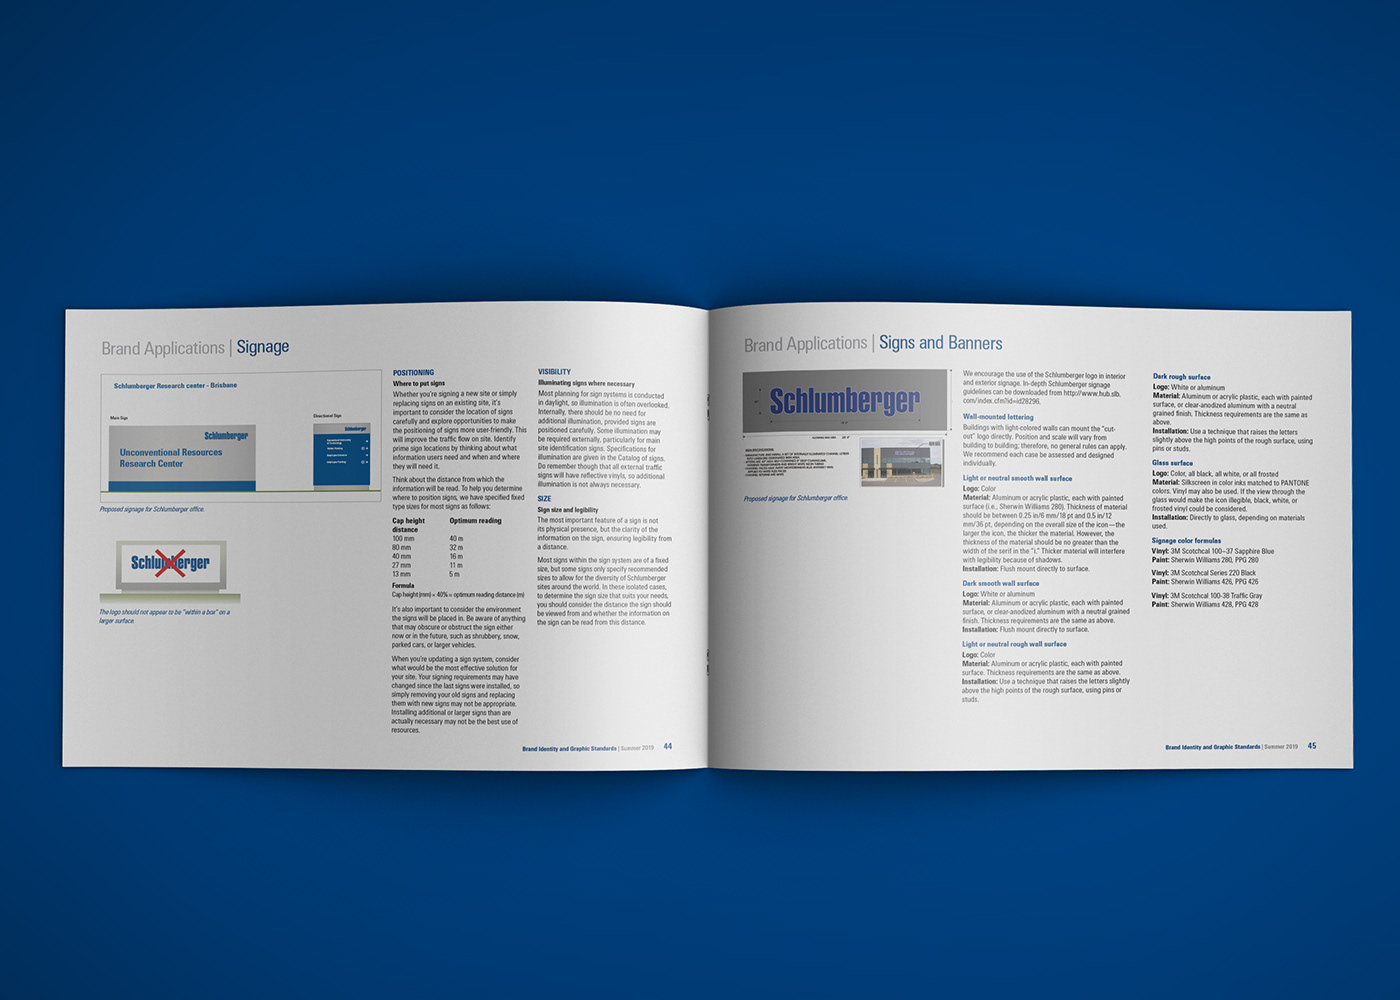 Brand Applications | Signage
Schlumberger Research center - Brisbane
Main Sign
Directional Sign
Schlumberger
Unconventional Resources
Research Center
Schlumberger
Proposed signage for Schlumberger office.
Schlumberger
The logo should not appear to be "within a box" on a
larger surface.
POSITIONING
Where to put signs
Whether you're signing a new site or simply
replacing signs on an existing site, it's
important to consider the location of signs
carefully and explore opportunities to make
the positioning of signs more user-friendly. This
will improve the traffic flow on site. Identify
prime sign locations by thinking about what
information users need and when and where
they will need it.
Think about the distance from which the
information will be read. To help you determine
where to position signs, we have specified fixed
type sizes for most signs as follows:
Cap height Optimum reading
distance
100 mm 40 m
80 mm 32 m
40 mm 16 m
27 mm 11 m
13 mm 5 m
Formula
Cap height (mm) × 40% = optimum reading distance (m)
It's also important to consider the environment
the signs will be placed in. Be aware of anything
that may obscure or obstruct the sign either
now or in the future, such as shrubbery, snow,
parked cars, or larger vehicles.
When you're updating a sign system, consider
what would be the most effective solution for
your site. Your signing requirements may have
changed since the last signs were installed, so
simply removing your old signs and replacing
them with new signs may not be appropriate.
Installing additional or larger signs than are
actually necessary may not be the best use of
resources.
VISIBILITY
Illuminating signs where necessary
Most planning for sign systems is conducted
in daylight, so illumination is often overlooked.
Internally, there should be no need for
additional illumination, provided signs are
positioned carefully. Some illumination may
be required externally, particularly for main
site identification signs. Specifications for
illumination are given in the Catalog of signs.
Do remember though that all external traffic
signs will have reflective vinyls, so additional
illumination is not always necessary.
SIZE
Sign size and legibility
The most important feature of a sign is not
its physical presence, but the clarity of the
information on the sign, ensuring legibility from
a distance.
Most signs within the sign system are of a fixed
size, but some signs only specify recommended
sizes to allow for the diversity of Schlumberger
sites around the world. In these isolated cases,
to determine the sign size that suits your needs,
you should consider the distance the sign should
be viewed from and whether the information on
the sign can be read from this distance.
Brand Identity and Graphic Standards | Summer 2019 44
Brand Applications | Signs and Banners
Schlumberger
Proposed signage for Schlumberger office.
We encourage the use of the Schlumberger logo in interior
and exterior signage. In-depth Schlumberger signage
guidelines can be downloaded from http://www.hub.slb.
com/index.cfm?id=id28296.
Wall-mounted lettering
Buildings with light-colored walls can mount the "cut-
out" logo directly. Position and scale will vary from
building to building; therefore, no general rules can apply.
We recommend each case be assessed and designed
individually.
Light or neutral smooth wall surface
Logo: Color
Material: Aluminum or acrylic plastic, each with painted
surface (i.e., Sherwin Williams 280). Thickness of material
should be between 0.25 in/6 mm/18 pt and 0.5 in/12
mm/36 pt, depending on the overall size of the icon—the
larger the icon, the thicker the material. However, the
thickness of the material should be no greater than the
width of the serif in the "i." Thicker material will interfere
with legibility because of shadows.
Installation: Flush mount directly to surface.
Dark smooth wall surface
Logo: White or aluminum
Material: Aluminum or acrylic plastic, each with painted
surface, or clear-anodized aluminum with a neutral grained
finish. Thickness requirements are the same as above.
Installation: Flush mount directly to surface.
Light or neutral rough wall surface
Logo: Color
Material: Aluminum or acrylic plastic, each with painted
surface. Thickness requirements are the same as above.
Installation: Use a technique that raises the letters slightly
above the high points of the rough surface, using pins or
studs.
Dark rough surface
Logo: White or aluminum
Material: Aluminum or acrylic plastic, each with painted
surface, or clear-anodized aluminum with a neutral
grained finish. Thickness requirements are the same as
above.
Installation: Use a technique that raises the letters
slightly above the high points of the rough surface, using
pins or studs.
Glass surface
Logo: Color, all black, all white, or all frosted
Material: Silkscreen in color inks matched to PANTONE
colors. Vinyl may also be used. If the view through the
glass would make the icon illegible, black, white, or
frosted vinyl could be considered.
Installation: Directly to glass, depending on materials
used.
Signage color formulas
Vinyl: 3M Scotchcal 100–37 Sapphire Blue
Paint: Sherwin Williams 280, PPG 280
Vinyl: 3M Scotchcal Series 220 Black
Paint: Sherwin Williams 426, PPG 426
Vinyl: 3M Scotchcal 100-38 Traffic Gray
Paint: Sherwin Williams 428, PPG 428
Brand Identity and Graphic Standards | Summer 2019 45